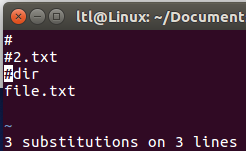 ltl@Linux: ~/Document
#
#2.txt
#dir
file.txt
~
3 substitutions on 3 lines